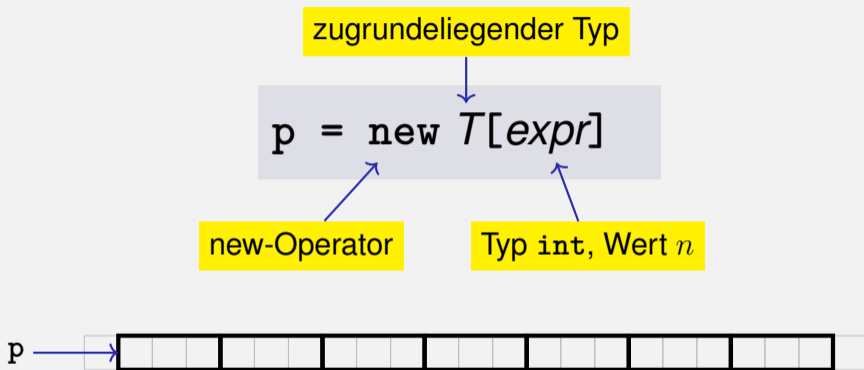 zugrundeliegender Typ
p = new T[expr]
new-Operator
Typ int, Wert n
p